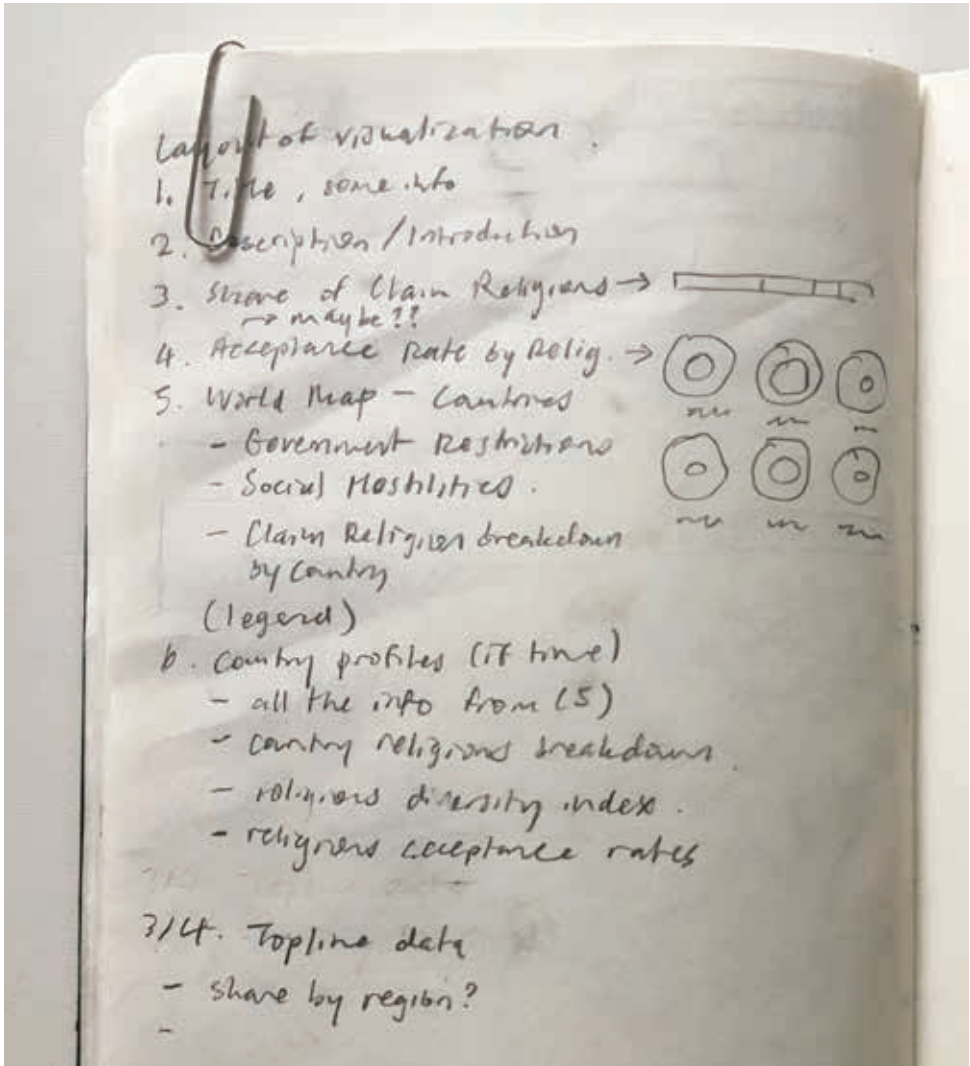 Layout of visualization.
1. Title, some info
2. Description/Introduction
3. Share of Claim Religions →
→ maybe??
4. Acceptance Rate by Relig. →
5. World Map - Countries
- Government Restrictions
- Social Hostilities.
- Claim Religion breakdown
by country
(legend)
6. Country profiles (if time)
- all the info from (5)
- country religions breakdown.
- religious diversity index.
- religions acceptance rates
3/4. Topline data
- share by region?
-